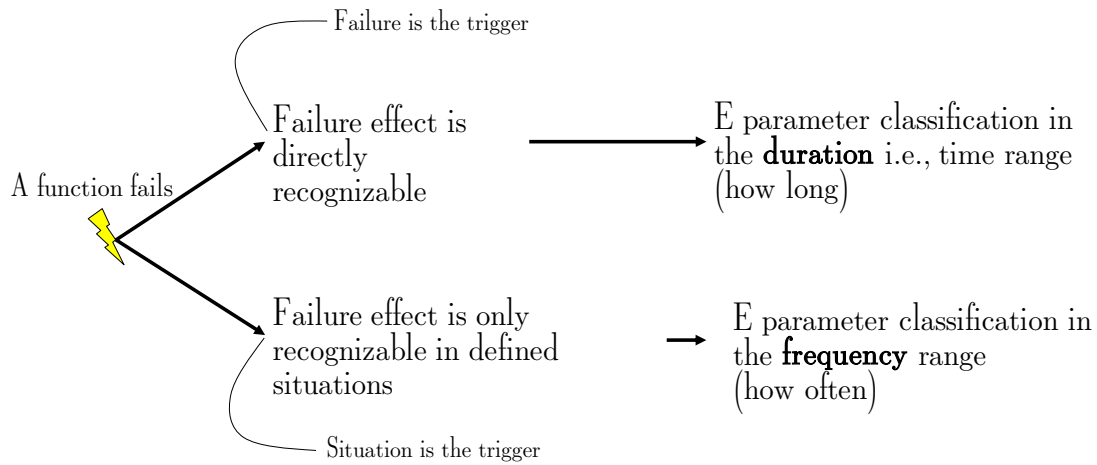 Failure is the trigger
Failure effect is
directly
recognizable
E parameter classification in
the duration i.e., time range
(how long)
A function fails
Failure effect is only
recognizable in defined
situations
E parameter classification in
the frequency range
(how often)
Situation is the trigger